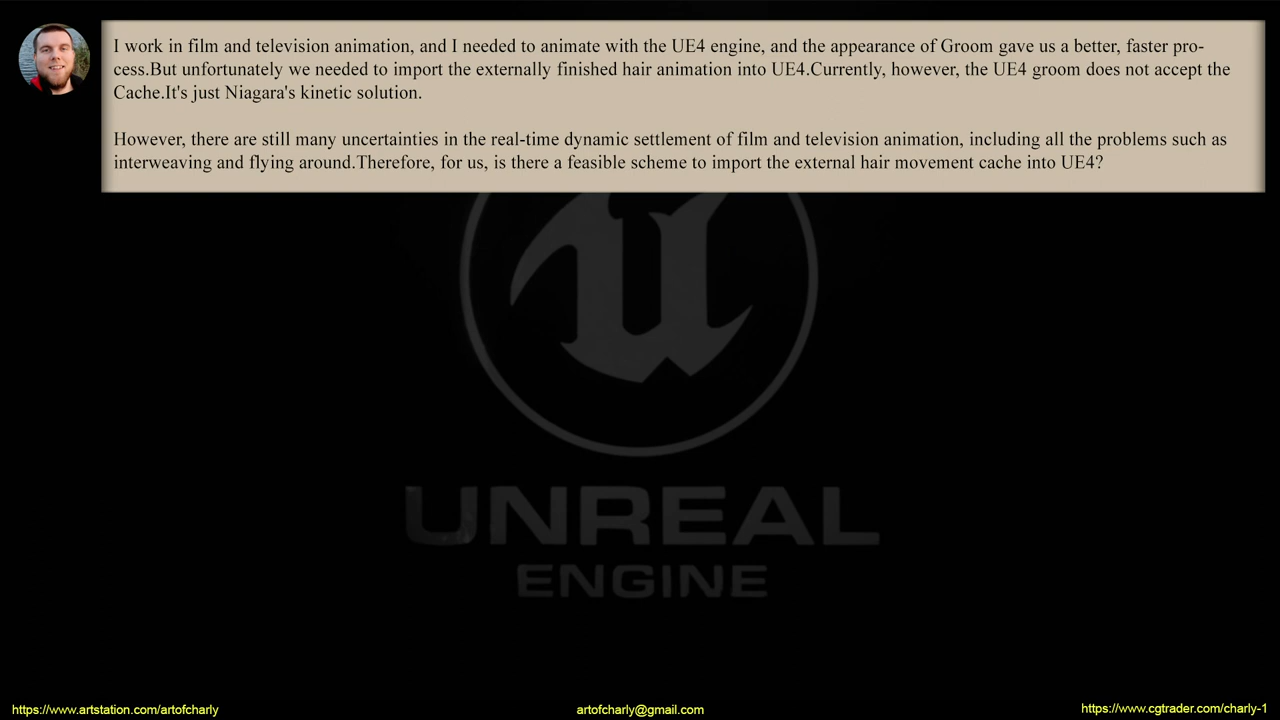 I work in film and television animation, and I needed to animate with the UE4 engine, and the appearance of Groom gave us a better, faster pro-
cess.But unfortunately we needed to import the externally finished hair animation into UE4.Currently, however, the UE4 groom does not accept the
Cache.It's just Niagara's kinetic solution.
However, there are still many uncertainties in the real-time dynamic settlement of film and television animation, including all the problems such as
interweaving and flying around.Therefore, for us, is there a feasible scheme to import the external hair movement cache into UE4?
UNREAL
ENGINE
https://www.artstation.com/artofcharly
artofcharly@gmail.com
https://www.cgtrader.com/charly-1